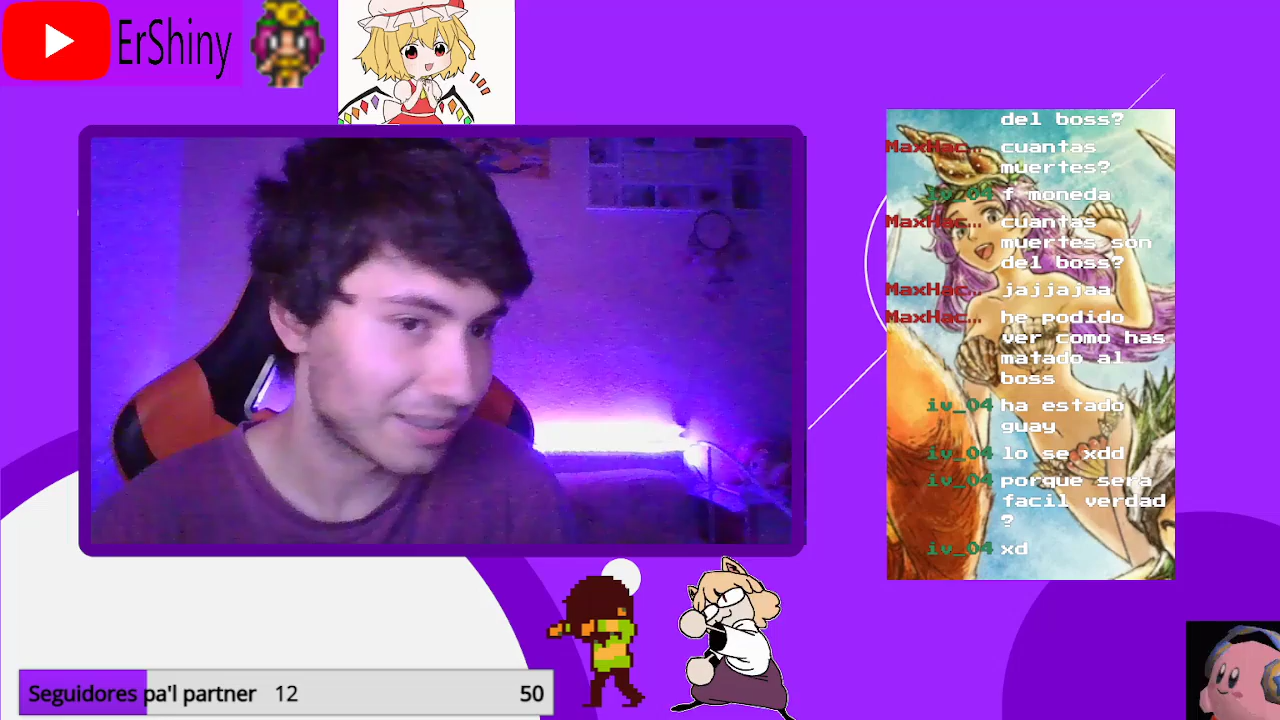 ErShiny
del boss?
MaxHac... cuantas
muertes?
iv_04 f moneda
MaxHac... cuantas
muertes son
del boss?
MaxHac... jajjajaa
MaxHac... he podido
ver como has
matado al
boss
iv_04 ha estado
guay
iv_04 lo se xdd
iv_04 porque sera
facil verdad
?
iv_04 xd
Seguidores pa'l partner 12 50